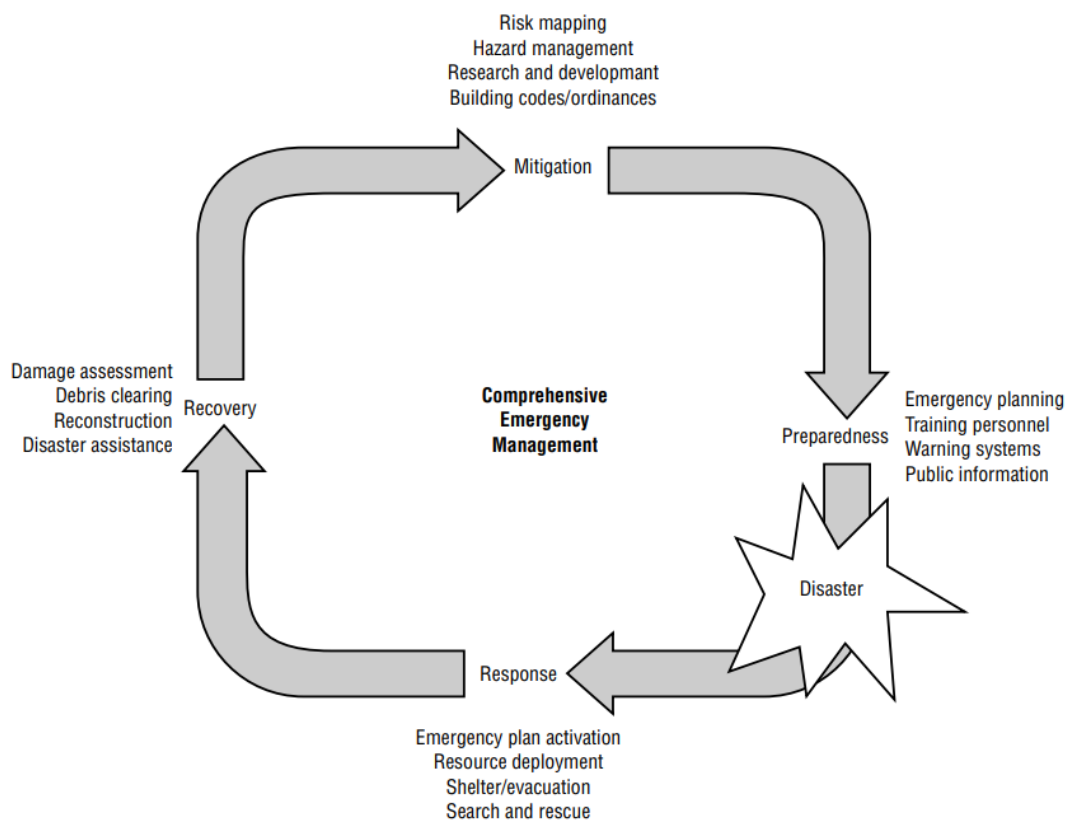 Risk mapping
Hazard management
Research and developmant
Building codes/ordinances
Mitigation
Damage assessment
Debris clearing
Reconstruction
Disaster assistance
Recovery
Comprehensive
Emergency
Management
Preparedness
Emergency planning
Training personnel
Warning systems
Public information
Disaster
Response
Emergency plan activation
Resource deployment
Shelter/evacuation
Search and rescue